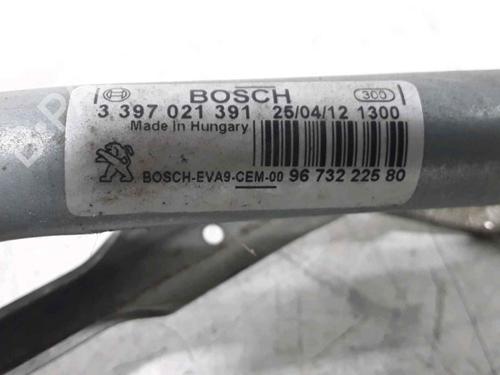 BOSCH
300
3 397 021 391 25/04/12 1300
Made in Hungary
BOSCH-EVA9-CEM-00 96 732 225 80